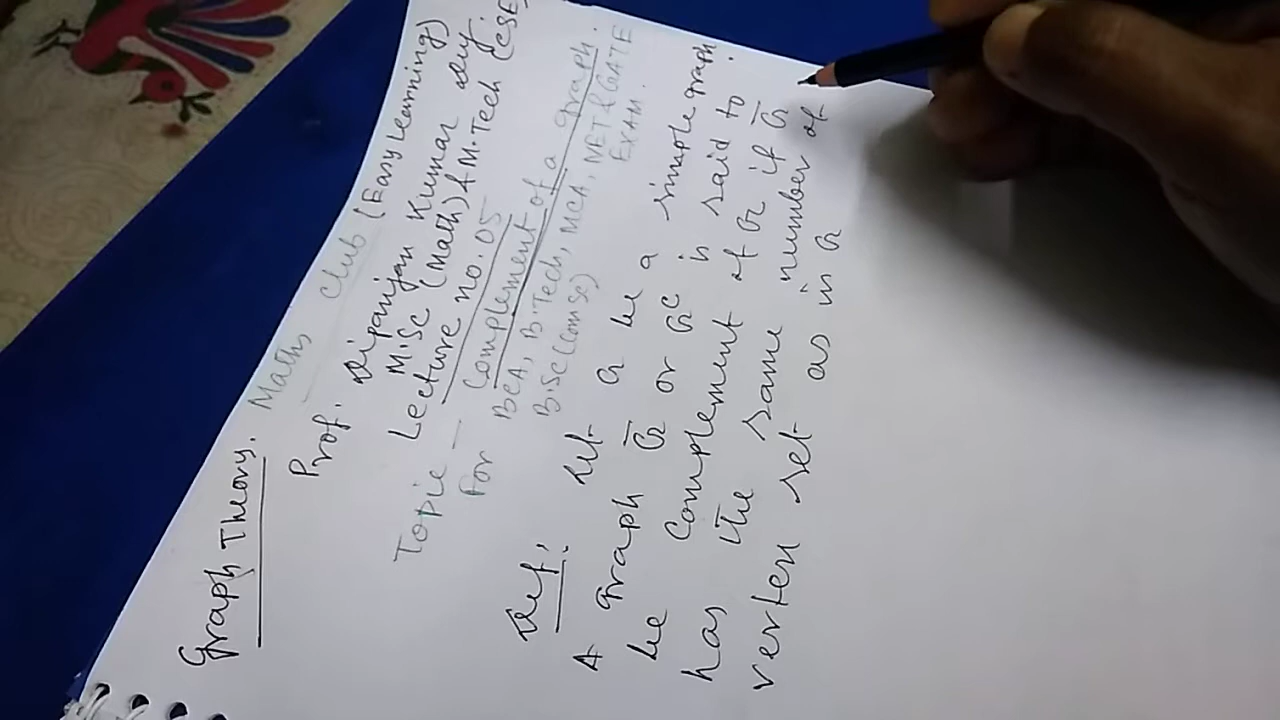 Graph Theory. Maths Club (Easy Learning)
Prof. Dipanjan Kumar Dey.
M.Sc (Math) & M.Tech (CSE)
Lecture no. 05
Topic — Complement of a graph.
For BCA, B.Tech, MCA, NET & GATE
B.Sc (Comsc) EXAM.
Def: Let G be a simple graph.
A graph G̅ or Gᶜ is said to
be Complement of G if G̅
has the same number of
vertex set as in G